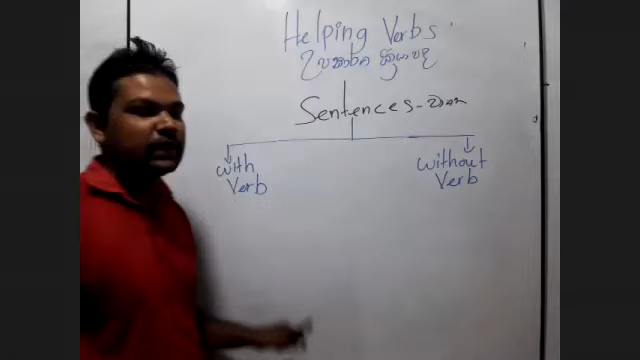 Helping Verbs
උපකාරක ක්‍රියා පද
Sentences - වාක්‍ය
with
Verb
without
Verb